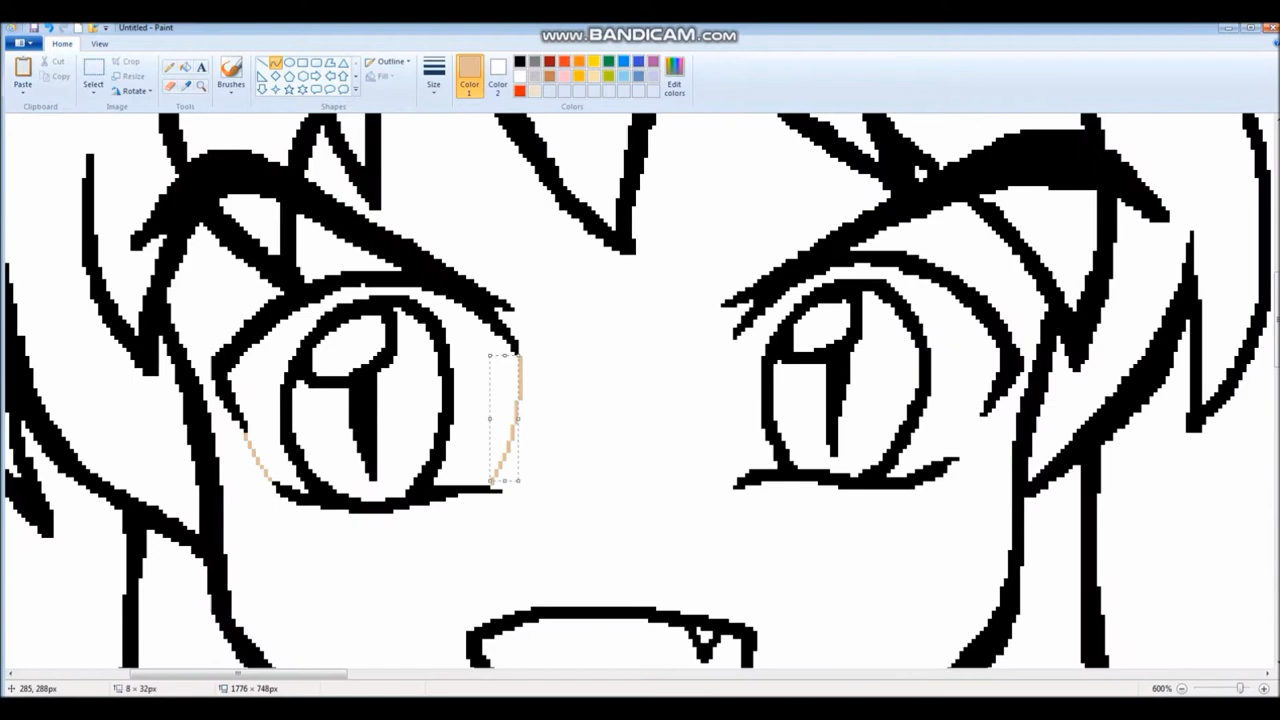 Untitled - Paint
www.BANDICAM.com
Home
View
Paste
Cut
Copy
Clipboard
Select
Crop
Resize
Rotate
Image
A
Tools
Brushes
Outline
Fill
Shapes
Size
Color
1
Color
2
Edit
colors
Colors
285, 288px
8 × 32px
1776 × 748px
600%